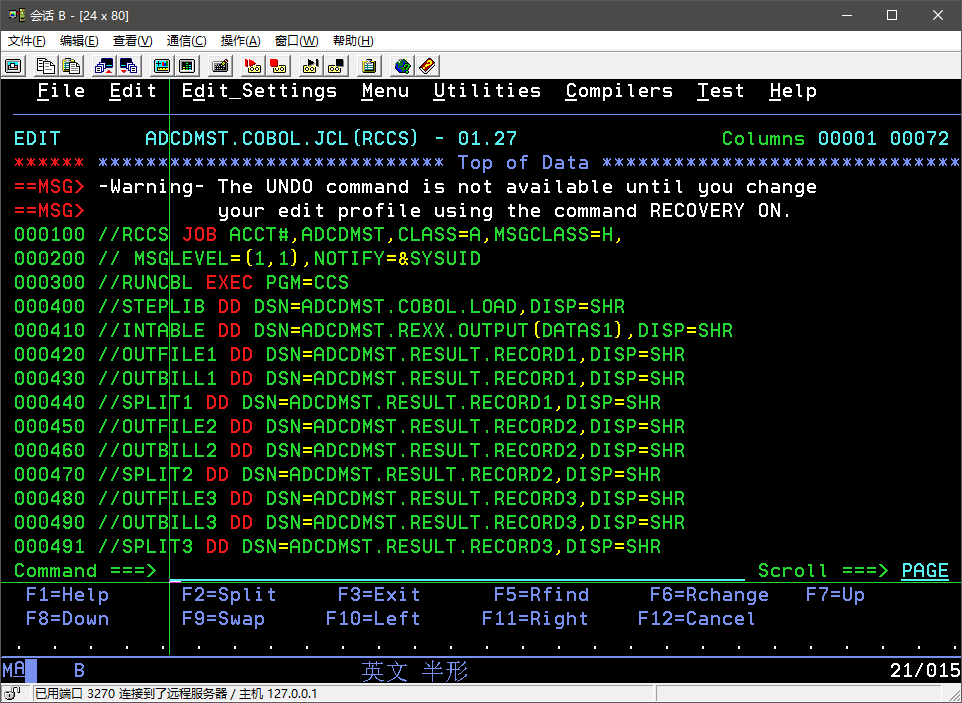 会话 B - [24 x 80]
文件(F) 编辑(E) 查看(V) 通信(C) 操作(A) 窗口(W) 帮助(H)
File Edit Edit_Settings Menu Utilities Compilers Test Help
EDIT ADCDMST.COBOL.JCL(RCCS) - 01.27 Columns 00001 00072
****** ***************************** Top of Data ******************************
==MSG> -Warning- The UNDO command is not available until you change
==MSG> your edit profile using the command RECOVERY ON.
000100 //RCCS JOB ACCT#,ADCDMST,CLASS=A,MSGCLASS=H,
000200 // MSGLEVEL=(1,1),NOTIFY=&SYSUID
000300 //RUNCBL EXEC PGM=CCS
000400 //STEPLIB DD DSN=ADCDMST.COBOL.LOAD,DISP=SHR
000410 //INTABLE DD DSN=ADCDMST.REXX.OUTPUT(DATAS1),DISP=SHR
000420 //OUTFILE1 DD DSN=ADCDMST.RESULT.RECORD1,DISP=SHR
000430 //OUTBILL1 DD DSN=ADCDMST.RESULT.RECORD1,DISP=SHR
000440 //SPLIT1 DD DSN=ADCDMST.RESULT.RECORD1,DISP=SHR
000450 //OUTFILE2 DD DSN=ADCDMST.RESULT.RECORD2,DISP=SHR
000460 //OUTBILL2 DD DSN=ADCDMST.RESULT.RECORD2,DISP=SHR
000470 //SPLIT2 DD DSN=ADCDMST.RESULT.RECORD2,DISP=SHR
000480 //OUTFILE3 DD DSN=ADCDMST.RESULT.RECORD3,DISP=SHR
000490 //OUTBILL3 DD DSN=ADCDMST.RESULT.RECORD3,DISP=SHR
000491 //SPLIT3 DD DSN=ADCDMST.RESULT.RECORD3,DISP=SHR
Command ===> Scroll ===> PAGE
F1=Help F2=Split F3=Exit F5=Rfind F6=Rchange F7=Up
F8=Down F9=Swap F10=Left F11=Right F12=Cancel
MA B 英文 半形 21/015
已用端口 3270 连接到了远程服务器 / 主机 127.0.0.1